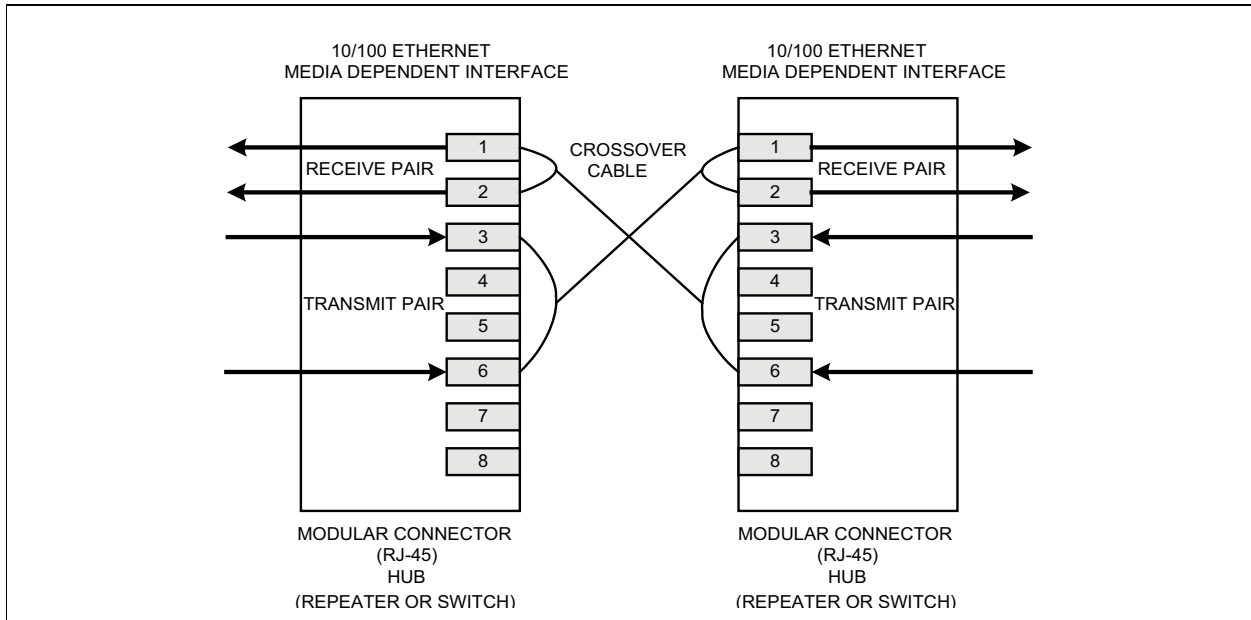 10/100 ETHERNET
MEDIA DEPENDENT INTERFACE
10/100 ETHERNET
MEDIA DEPENDENT INTERFACE
1
RECEIVE PAIR
2
3
4
TRANSMIT PAIR
5
6
7
8
CROSSOVER
CABLE
1
RECEIVE PAIR
2
3
4
TRANSMIT PAIR
5
6
7
8
MODULAR CONNECTOR
(RJ-45)
HUB
(REPEATER OR SWITCH)
MODULAR CONNECTOR
(RJ-45)
HUB
(REPEATER OR SWITCH)